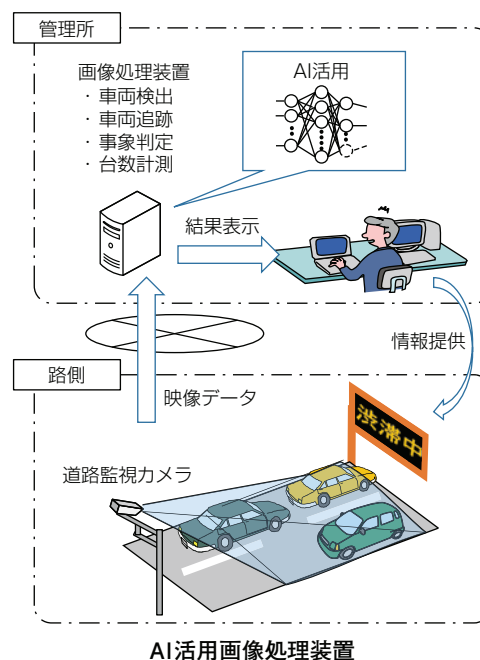 管理所
画像処理装置
・車両検出
・車両追跡
・事象判定
・台数計測
AI活用
結果表示
情報提供
路側
映像データ
渋滞中
道路監視カメラ
AI活用画像処理装置